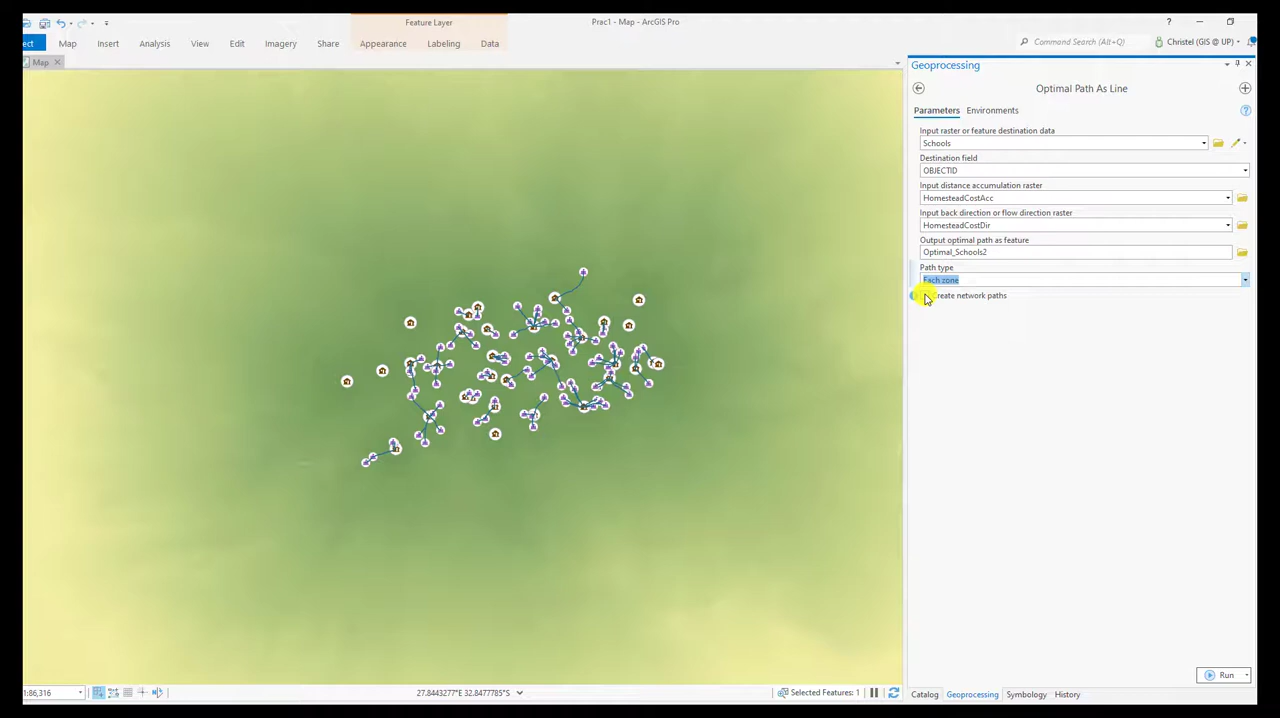 Feature Layer
Prac1 - Map - ArcGIS Pro
?
Map
Insert
Analysis
View
Edit
Imagery
Share
Appearance
Labeling
Data
Command Search (Alt+Q)
Christel (GIS @ UP)
Map
Geoprocessing
Optimal Path As Line
Parameters
Environments
?
Input raster or feature destination data
Schools
Destination field
OBJECTID
Input distance accumulation raster
HomesteadCostAcc
Input back direction or flow direction raster
HomesteadCostDir
Output optimal path as feature
Optimal_Schools2
Path type
Each zone
Create network paths
Run
1:86,316
27.8443277°E 32.8477785°S
Selected Features: 1
Catalog
Geoprocessing
Symbology
History